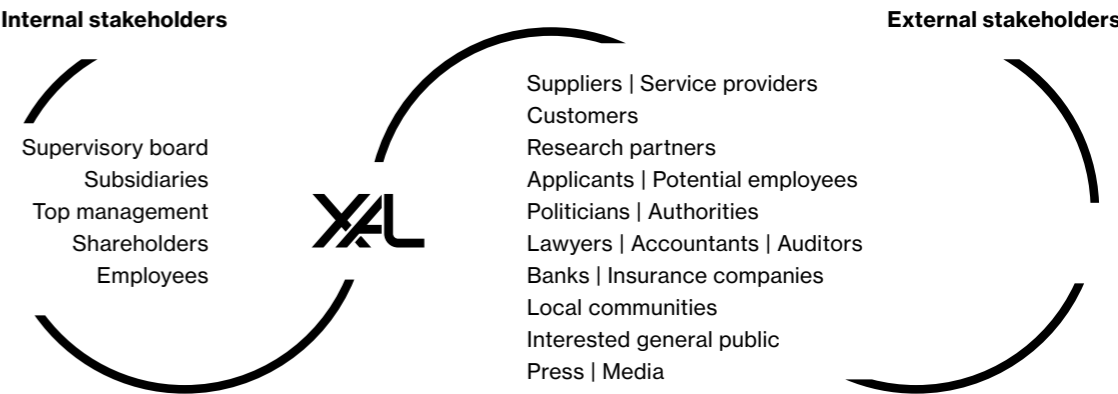 Internal stakeholders
External stakeholders
Supervisory board
Subsidiaries
Top management
Shareholders
Employees
XAL
Suppliers | Service providers
Customers
Research partners
Applicants | Potential employees
Politicians | Authorities
Lawyers | Accountants | Auditors
Banks | Insurance companies
Local communities
Interested general public
Press | Media